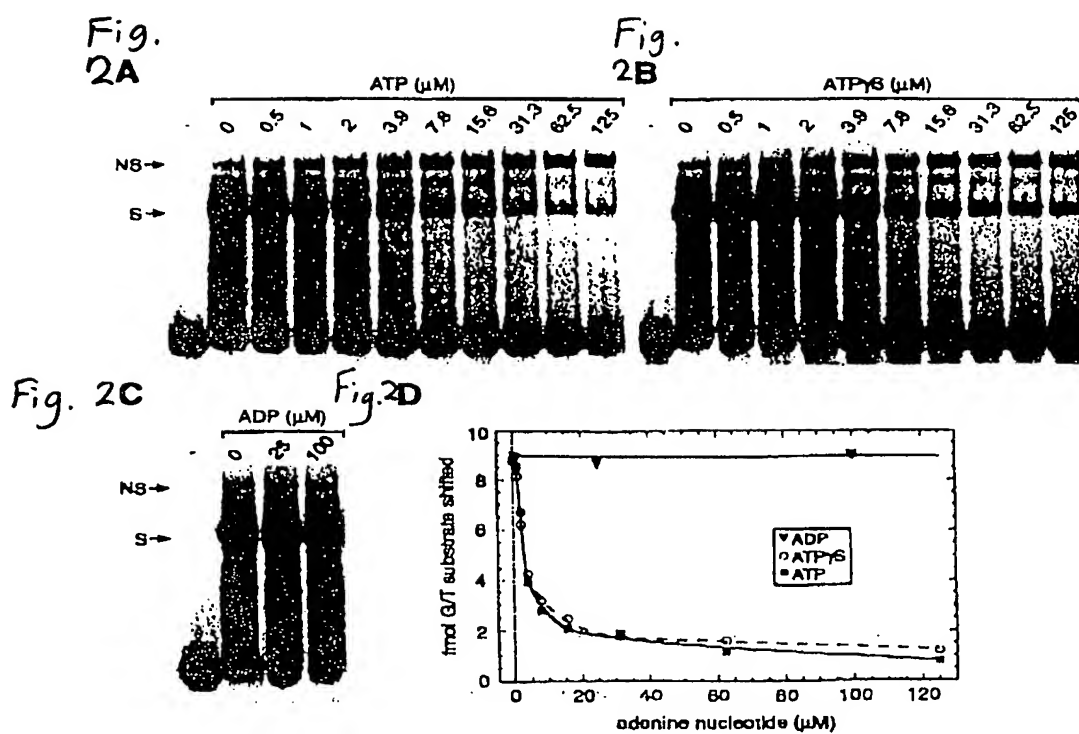 Fig.
2A
ATP (μM)
0 0.5 1 2 3.9 7.8 15.6 31.3 62.5 125
NS→
S→
Fig.
2B
ATPγS (μM)
0 0.5 1 2 3.9 7.8 15.6 31.3 62.5 125
Fig. 2C
ADP (μM)
0 25 100
NS→
S→
Fig. 2D
fmol G/T substrate shifted
10
8
6
4
2
0
ADP
ATPγS
ATP
0 20 40 60 80 100 120
adenine nucleotide (μM)